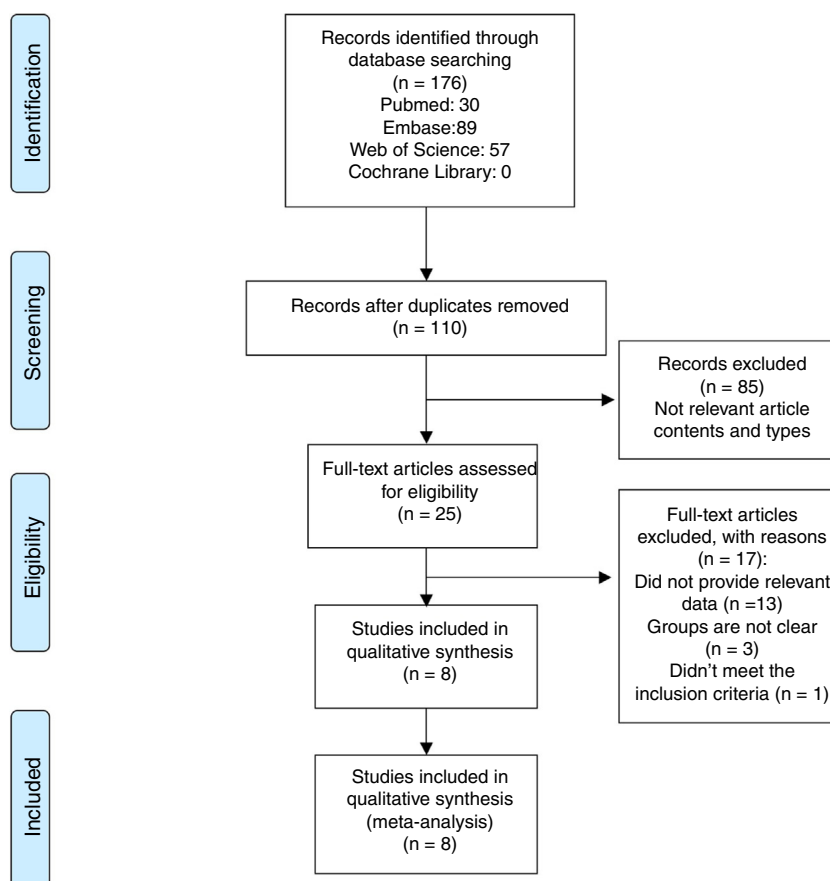 Identification
Records identified through
database searching
(n = 176)
Pubmed: 30
Embase:89
Web of Science: 57
Cochrane Library: 0
Screening
Records after duplicates removed
(n = 110)
Records excluded
(n = 85)
Not relevant article
contents and types
Eligibility
Full-text articles assessed
for eligibility
(n = 25)
Full-text articles
excluded, with reasons
(n = 17):
Did not provide relevant
data (n =13)
Groups are not clear
(n = 3)
Didn't meet the
inclusion criteria (n = 1)
Studies included in
qualitative synthesis
(n = 8)
Included
Studies included in
qualitative synthesis
(meta-analysis)
(n = 8)